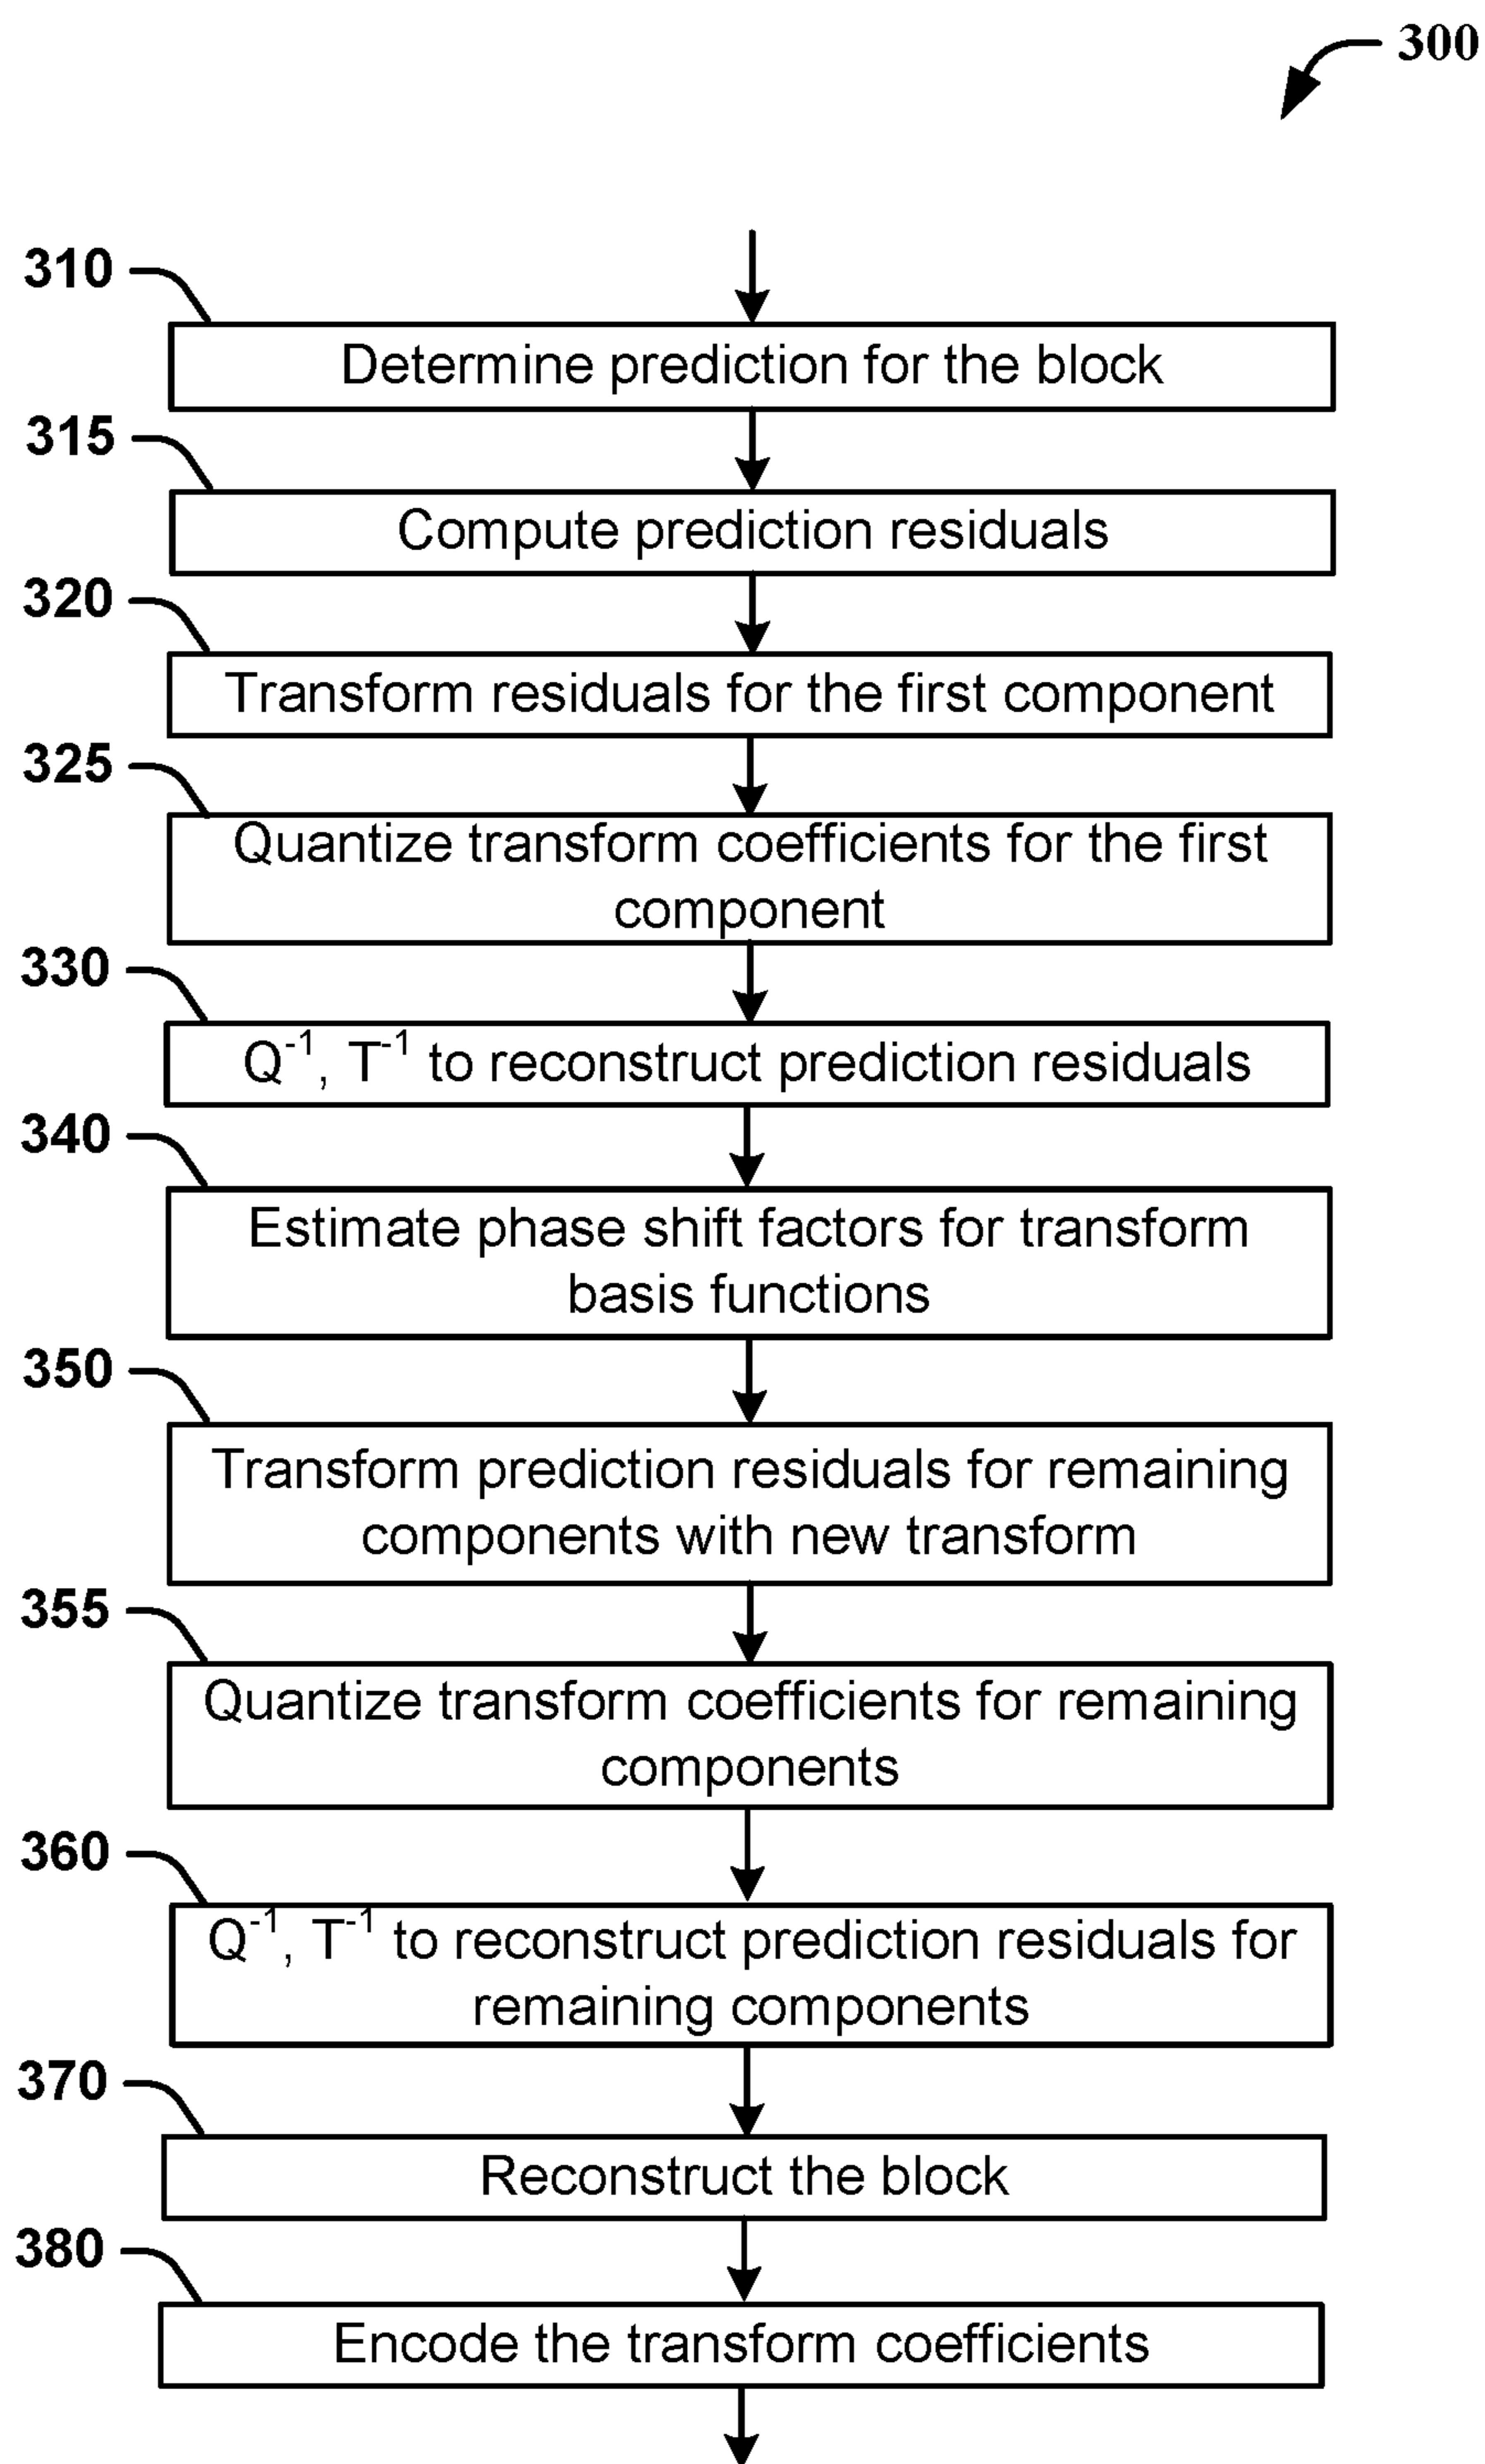 300
310
Determine prediction for the block
315
Compute prediction residuals
320
Transform residuals for the first component
325
Quantize transform coefficients for the first
component
330
Q⁻¹, T⁻¹ to reconstruct prediction residuals
340
Estimate phase shift factors for transform
basis functions
350
Transform prediction residuals for remaining
components with new transform
355
Quantize transform coefficients for remaining
components
360
Q⁻¹, T⁻¹ to reconstruct prediction residuals for
remaining components
370
Reconstruct the block
380
Encode the transform coefficients